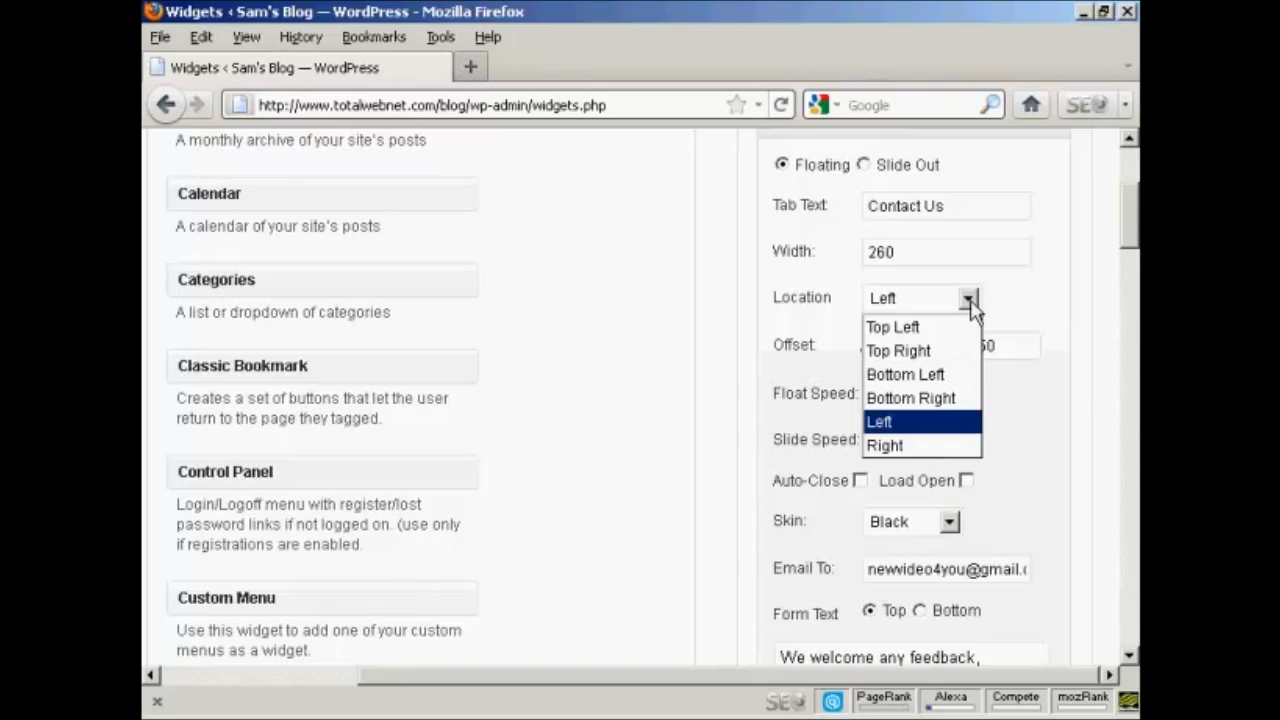 Widgets ‹ Sam's Blog — WordPress - Mozilla Firefox
File Edit View History Bookmarks Tools Help
Widgets ‹ Sam's Blog — WordPress
http://www.totalwebnet.com/blog/wp-admin/widgets.php
Google
SEO
A monthly archive of your site's posts
Calendar
A calendar of your site's posts
Categories
A list or dropdown of categories
Classic Bookmark
Creates a set of buttons that let the user
return to the page they tagged.
Control Panel
Login/Logoff menu with register/lost
password links if not logged on. (use only
if registrations are enabled.
Custom Menu
Use this widget to add one of your custom
menus as a widget.
Floating Slide Out
Tab Text: Contact Us
Width: 260
Location Left
Top Left
Top Right
Bottom Left
Bottom Right
Left
Right
Offset: 50
Float Speed:
Slide Speed:
Auto-Close Load Open
Skin: Black
Email To: newvideo4you@gmail.c
Form Text Top Bottom
We welcome any feedback,
SEO PageRank Alexa Compete mozRank